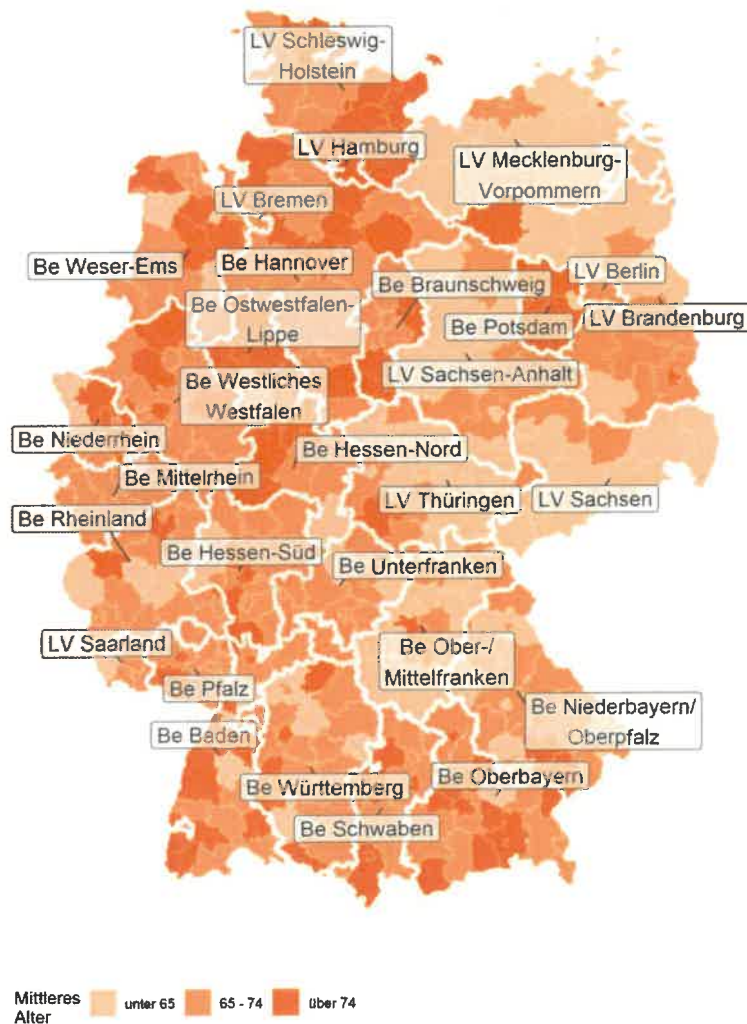 LV Schleswig-
Holstein
LV Hamburg
LV Mecklenburg-
Vorpommern
LV Bremen
Be Weser-Ems
Be Hannover
Be Braunschweig
LV Berlin
Be Ostwestfalen-
Lippe
Be Potsdam
LV Brandenburg
Be Westliches
Westfalen
LV Sachsen-Anhalt
Be Niederrhein
Be Hessen-Nord
Be Mittelrhein
LV Thüringen
LV Sachsen
Be Rheinland
Be Hessen-Süd
Be Unterfranken
LV Saarland
Be Ober-/
Mittelfranken
Be Pfalz
Be Niederbayern/
Oberpfalz
Be Baden
Be Württemberg
Be Oberbayern
Be Schwaben
Mittleres
Alter
unter 65
65 - 74
über 74